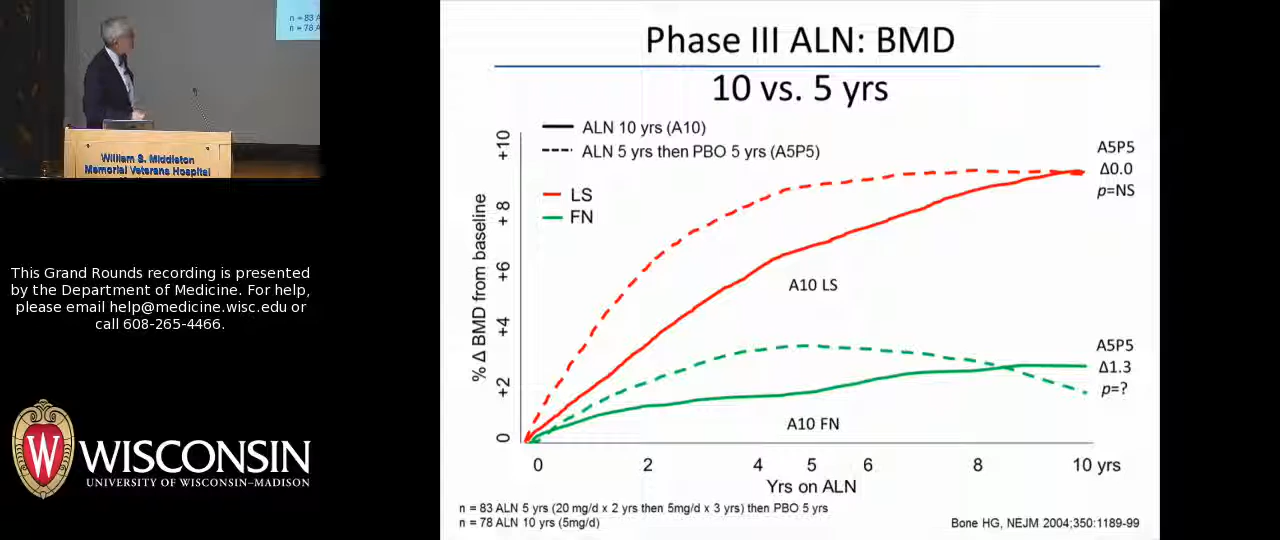 n = 83 A
n = 78 A
William S. Middleton
Memorial Veterans Hospital
This Grand Rounds recording is presented
by the Department of Medicine. For help,
please email help@medicine.wisc.edu or
call 608-265-4466.
W
WISCONSIN
UNIVERSITY OF WISCONSIN–MADISON
Phase III ALN: BMD
10 vs. 5 yrs
ALN 10 yrs (A10)
ALN 5 yrs then PBO 5 yrs (A5P5)
LS
FN
% Δ BMD from baseline
+10
+ 8
+6
+4
+2
0
A5P5
Δ0.0
p=NS
A10 LS
A5P5
Δ1.3
p=?
A10 FN
0 2 4 5 6 8 10 yrs
Yrs on ALN
n = 83 ALN 5 yrs (20 mg/d x 2 yrs then 5mg/d x 3 yrs) then PBO 5 yrs
n = 78 ALN 10 yrs (5mg/d)
Bone HG, NEJM 2004;350:1189-99